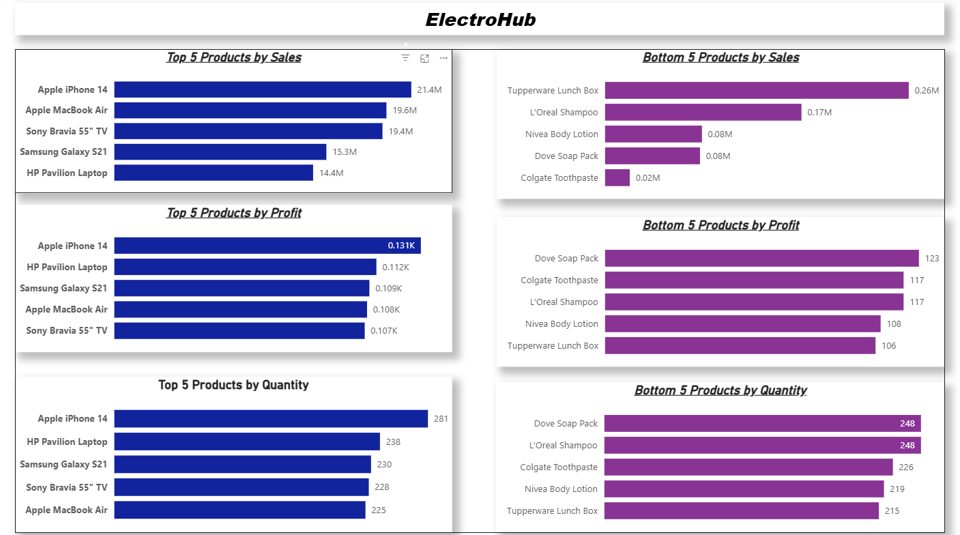 ElectroHub
Top 5 Products by Sales
Apple iPhone 14 21.4M
Apple MacBook Air 19.6M
Sony Bravia 55" TV 19.4M
Samsung Galaxy S21 15.3M
HP Pavilion Laptop 14.4M
Bottom 5 Products by Sales
Tupperware Lunch Box 0.26M
L'Oreal Shampoo 0.17M
Nivea Body Lotion 0.08M
Dove Soap Pack 0.08M
Colgate Toothpaste 0.02M
Top 5 Products by Profit
Apple iPhone 14 0.131K
HP Pavilion Laptop 0.112K
Samsung Galaxy S21 0.109K
Apple MacBook Air 0.108K
Sony Bravia 55" TV 0.107K
Bottom 5 Products by Profit
Dove Soap Pack 123
Colgate Toothpaste 117
L'Oreal Shampoo 117
Nivea Body Lotion 108
Tupperware Lunch Box 106
Top 5 Products by Quantity
Apple iPhone 14 281
HP Pavilion Laptop 238
Samsung Galaxy S21 230
Sony Bravia 55" TV 228
Apple MacBook Air 225
Bottom 5 Products by Quantity
Dove Soap Pack 248
L'Oreal Shampoo 248
Colgate Toothpaste 226
Nivea Body Lotion 219
Tupperware Lunch Box 215